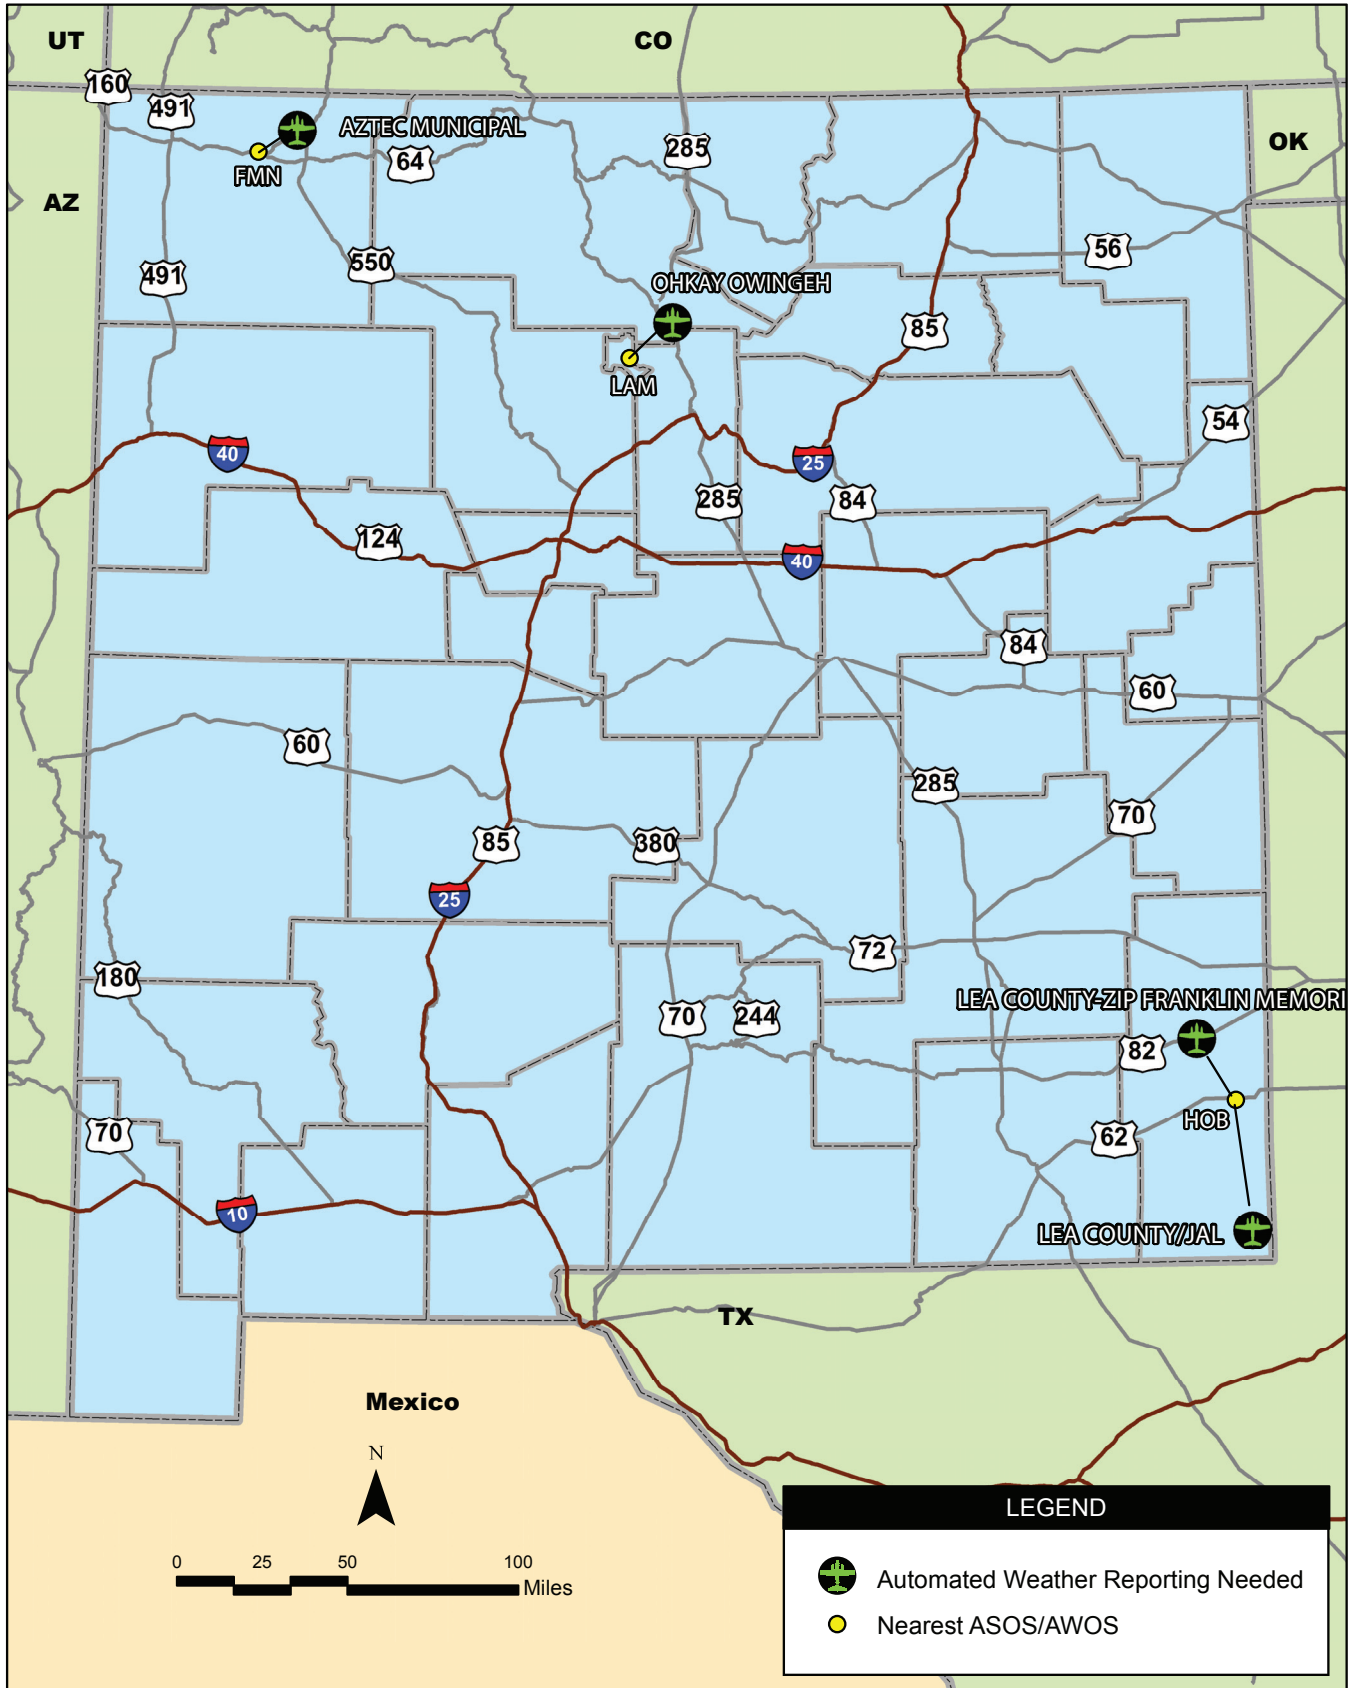 UT
CO
160
491
AZTEC MUNICIPAL
64
285
FMN
OK
AZ
56
491
550
OHKAY OWINGEH
85
LAM
54
40
25
285
84
124
40
84
60
60
285
70
85
380
25
72
180
LEA COUNTY-ZIP FRANKLIN MEMORI
70
244
82
HOB
70
62
10
LEA COUNTY/JAL
TX
Mexico
N
LEGEND
0 25 50 100
Miles
Automated Weather Reporting Needed
Nearest ASOS/AWOS